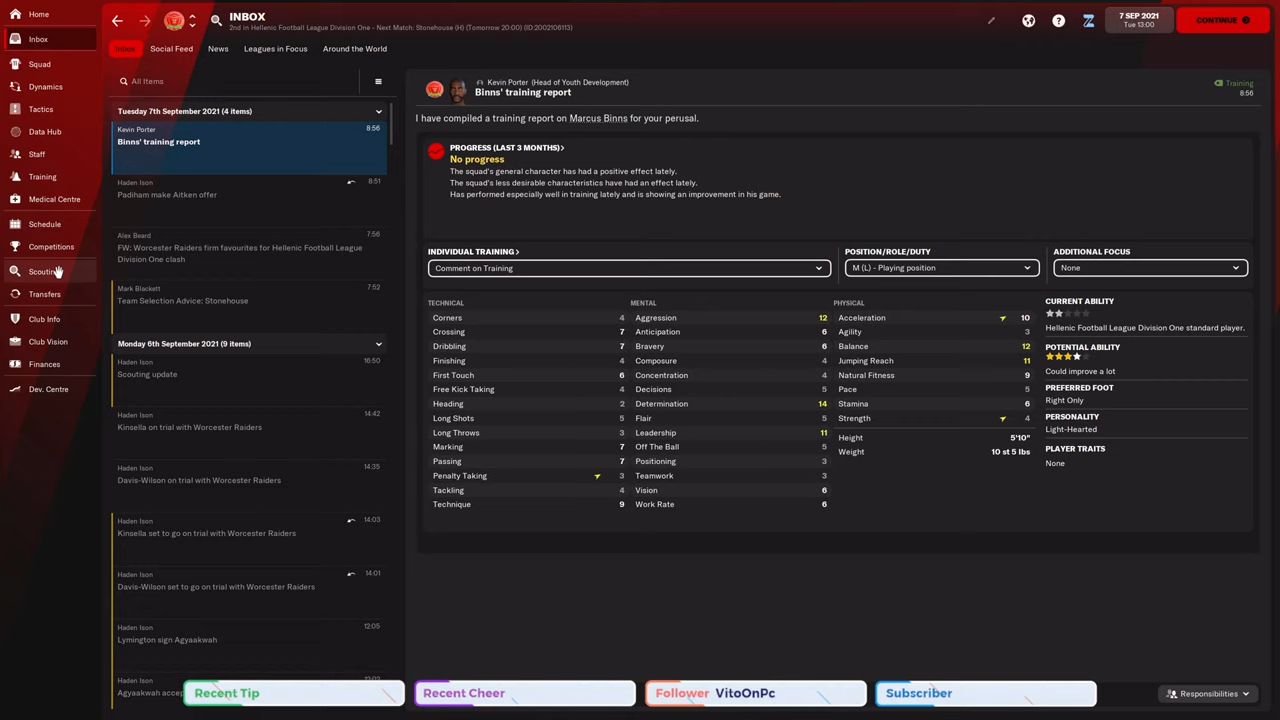 Home
Inbox
Squad
Dynamics
Tactics
Data Hub
Staff
Training
Medical Centre
Schedule
Competitions
Scouting
Transfers
Club Info
Club Vision
Finances
Dev. Centre
INBOX
2nd in Hellenic Football League Division One - Next Match: Stonehouse (H) (Tomorrow 20:00) (ID:2002106113)
7 SEP 2021
Tue 13:00
CONTINUE
Inbox
Social Feed
News
Leagues in Focus
Around the World
All Items
Tuesday 7th September 2021 (4 items)
Kevin Porter
8:56
Binns' training report
Haden Ison
8:51
Padiham make Aitken offer
Alex Beard
7:56
FW: Worcester Raiders firm favourites for Hellenic Football League
Division One clash
Mark Blackett
7:52
Team Selection Advice: Stonehouse
Monday 6th September 2021 (9 items)
Haden Ison
16:50
Scouting update
Haden Ison
14:42
Kinsella on trial with Worcester Raiders
Haden Ison
14:35
Davis-Wilson on trial with Worcester Raiders
Haden Ison
14:03
Kinsella set to go on trial with Worcester Raiders
Haden Ison
14:01
Davis-Wilson set to go on trial with Worcester Raiders
Haden Ison
12:05
Lymington sign Agyaakwah
Haden Ison
Kevin Porter (Head of Youth Development)
Binns' training report
Training
8:56
I have compiled a training report on Marcus Binns for your perusal.
PROGRESS (LAST 3 MONTHS)
No progress
The squad's general character has had a positive effect lately.
The squad's less desirable characteristics have had an effect lately.
Has performed especially well in training lately and is showing an improvement in his game.
INDIVIDUAL TRAINING
Comment on Training
POSITION/ROLE/DUTY
M (L) - Playing position
ADDITIONAL FOCUS
None
TECHNICAL
Corners 4
Crossing 7
Dribbling 7
Finishing 4
First Touch 6
Free Kick Taking 4
Heading 2
Long Shots 5
Long Throws 3
Marking 7
Passing 7
Penalty Taking 3
Tackling 4
Technique 9
MENTAL
Aggression 12
Anticipation 6
Bravery 6
Composure 4
Concentration 4
Decisions 5
Determination 14
Flair 5
Leadership 11
Off The Ball 5
Positioning 3
Teamwork 3
Vision 6
Work Rate 6
PHYSICAL
Acceleration 10
Agility 3
Balance 12
Jumping Reach 11
Natural Fitness 9
Pace 5
Stamina 6
Strength 4
Height 5'10"
Weight 10 st 5 lbs
CURRENT ABILITY
Hellenic Football League Division One standard player.
POTENTIAL ABILITY
Could improve a lot
PREFERRED FOOT
Right Only
PERSONALITY
Light-Hearted
PLAYER TRAITS
None
Recent Tip
Recent Cheer
Follower VitoOnPc
Subscriber
Responsibilities